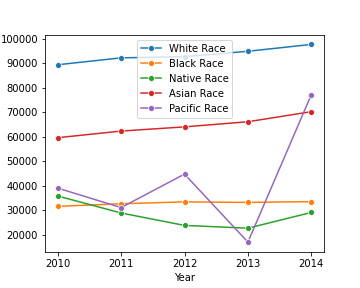 100000
90000
80000
70000
60000
50000
40000
30000
20000
White Race
Black Race
Native Race
Asian Race
Pacific Race
2010 2011 2012 2013 2014
Year